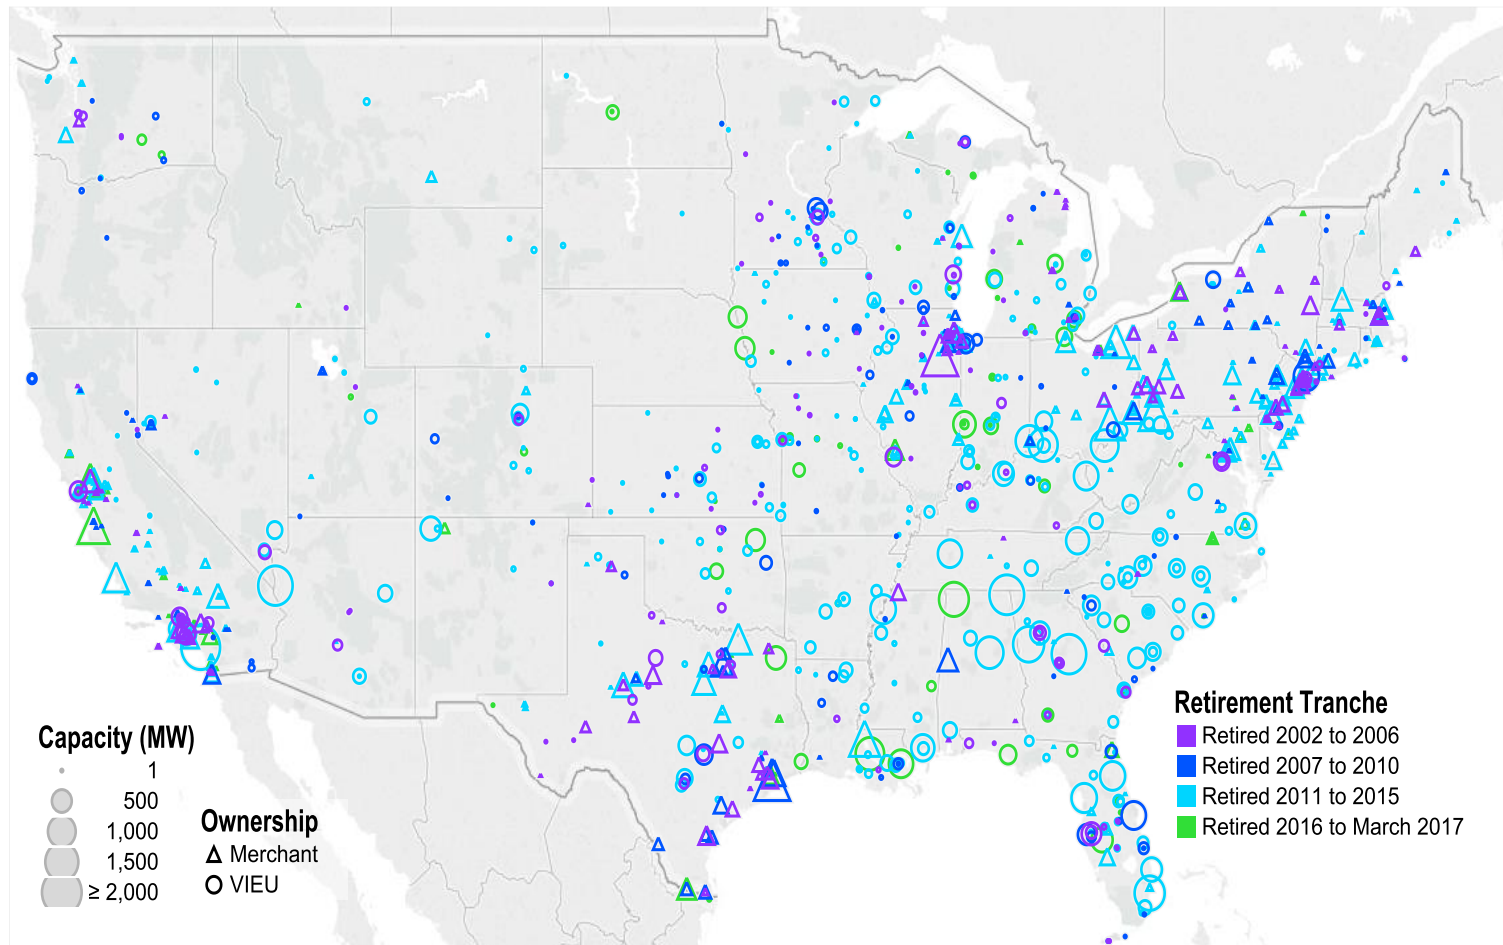 Retirement Tranche
Retired 2002 to 2006
Retired 2007 to 2010
Retired 2011 to 2015
Retired 2016 to March 2017
Capacity (MW)
1
500
1,000
1,500
≥ 2,000
Ownership
Merchant
VIEU